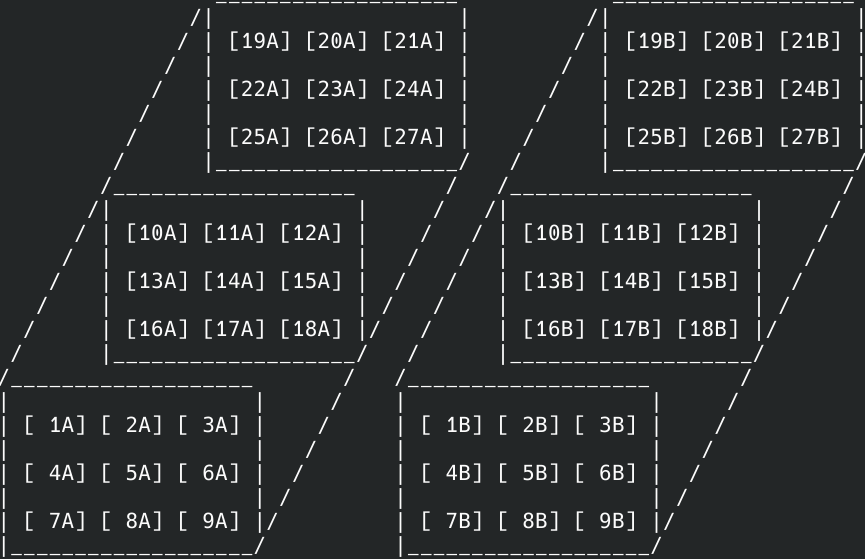 [19A] [20A] [21A] [19B] [20B] [21B]
[22A] [23A] [24A] [22B] [23B] [24B]
[25A] [26A] [27A] [25B] [26B] [27B]
[10A] [11A] [12A] [10B] [11B] [12B]
[13A] [14A] [15A] [13B] [14B] [15B]
[16A] [17A] [18A] [16B] [17B] [18B]
[ 1A] [ 2A] [ 3A] [ 1B] [ 2B] [ 3B]
[ 4A] [ 5A] [ 6A] [ 4B] [ 5B] [ 6B]
[ 7A] [ 8A] [ 9A] [ 7B] [ 8B] [ 9B]